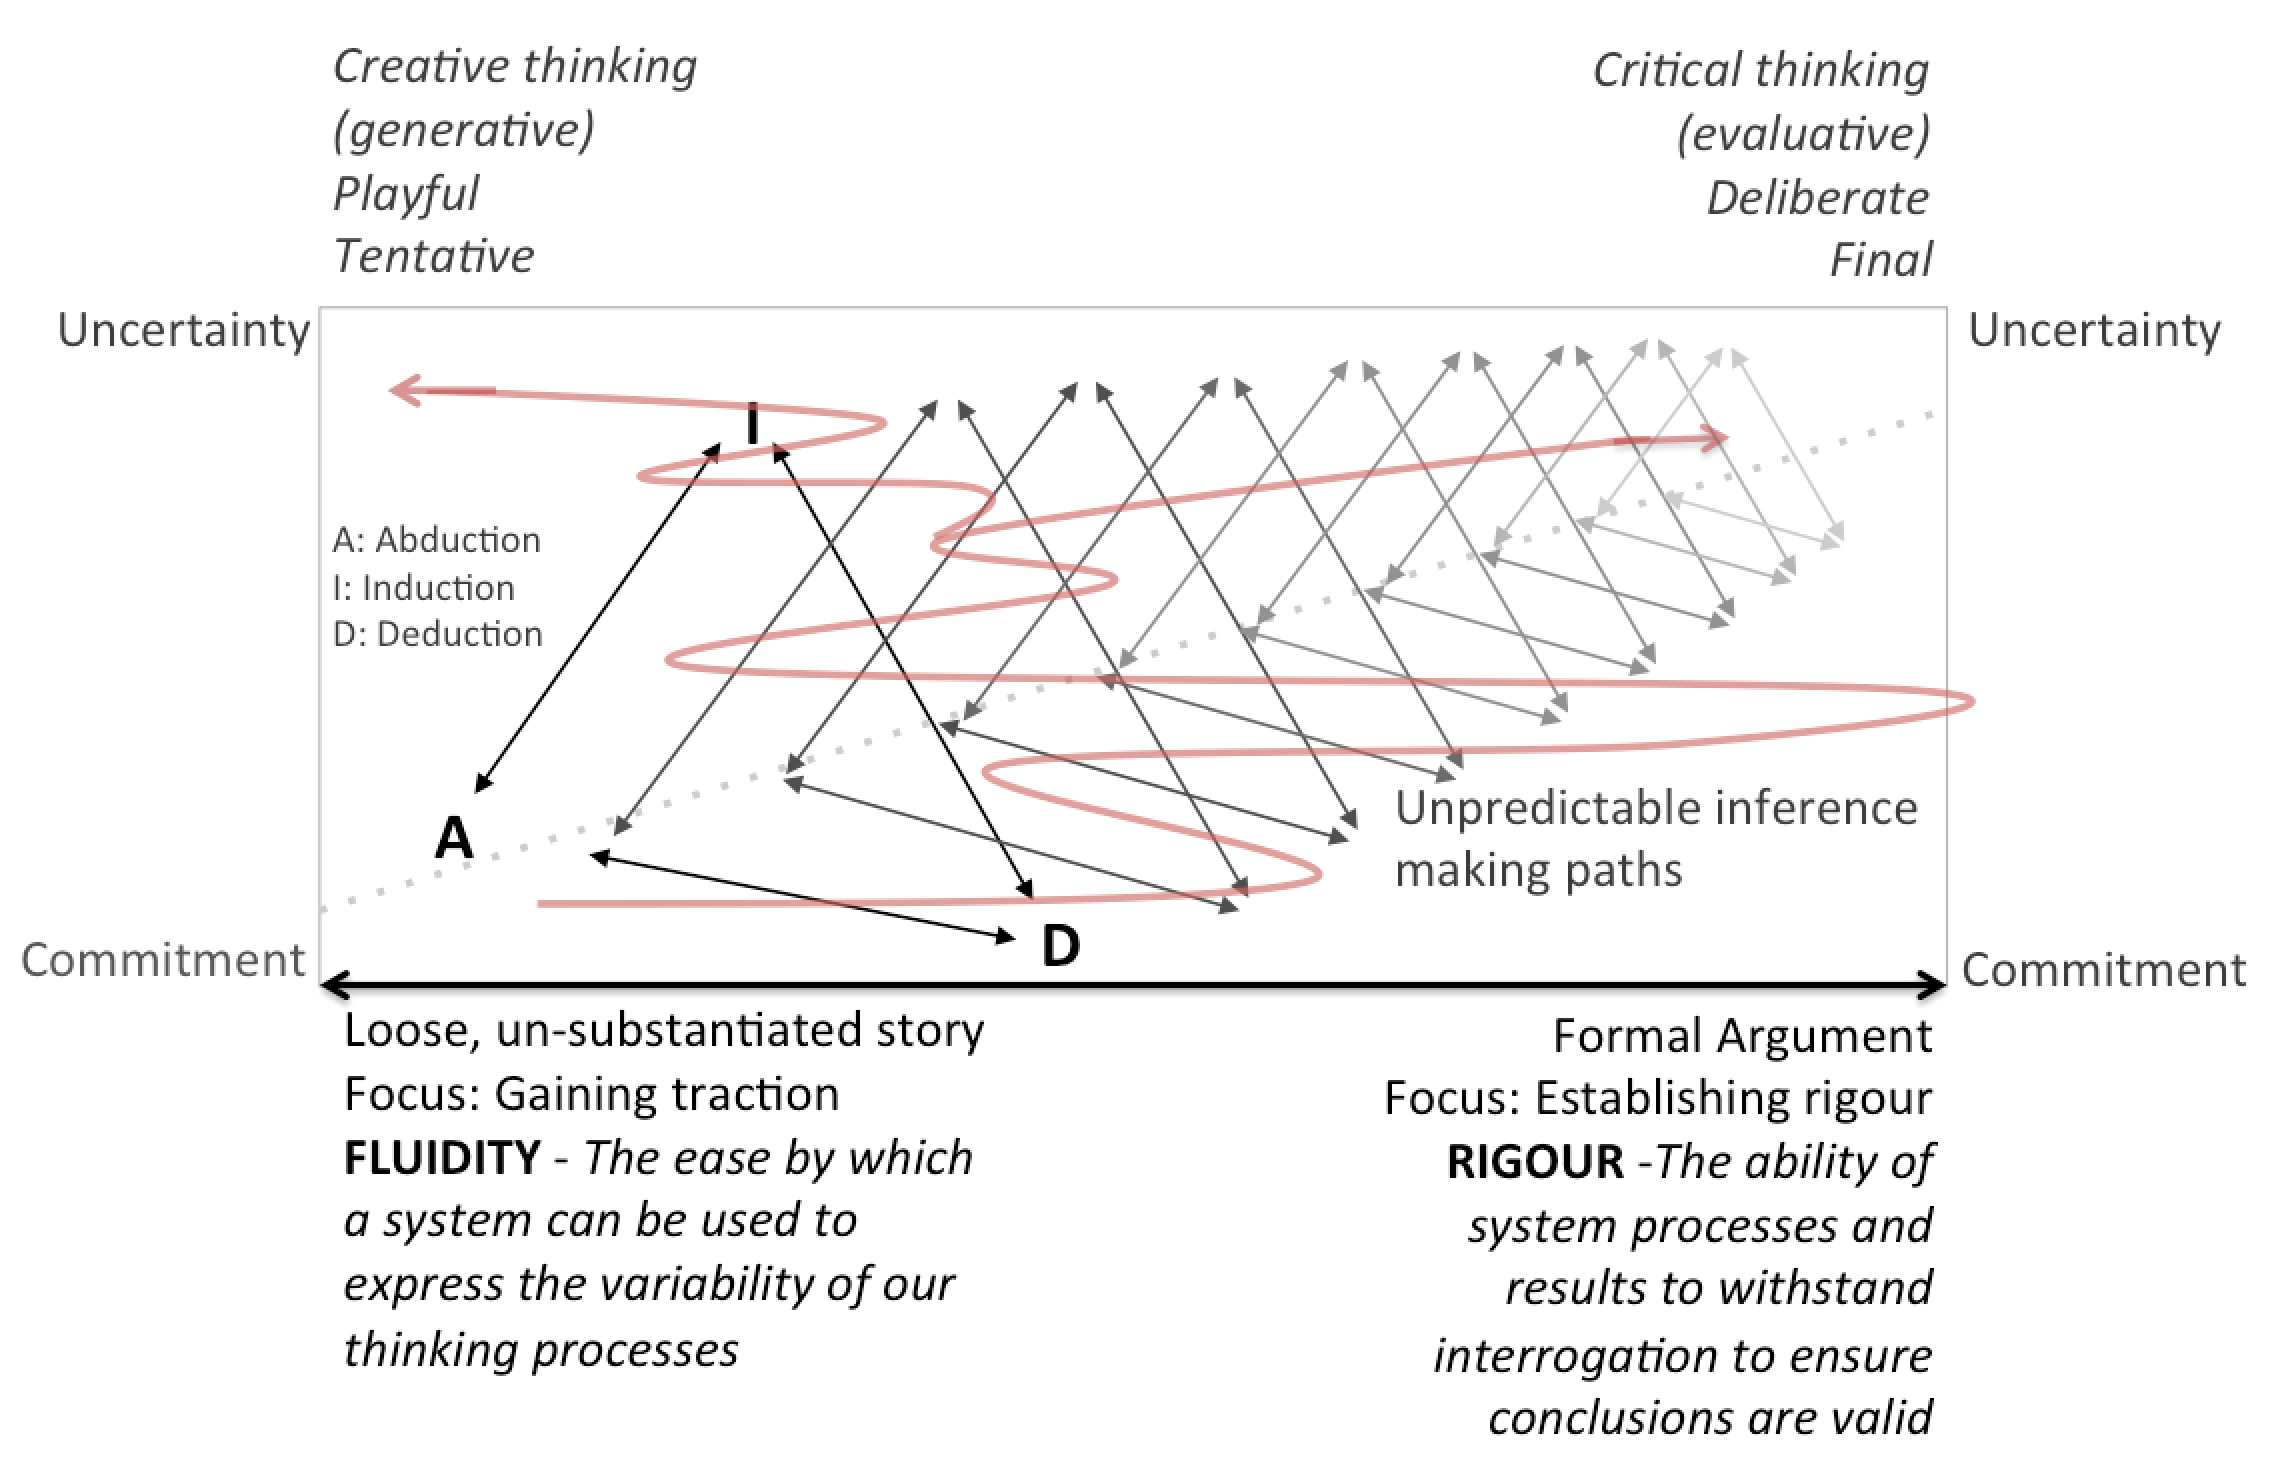 Creative thinking
(generative)
Playful
Tentative
Critical thinking
(evaluative)
Deliberate
Final
Uncertainty
Uncertainty
I
A: Abduction
I: Induction
D: Deduction
A
Unpredictable inference
making paths
D
Commitment
Commitment
Loose, un-substantiated story
Focus: Gaining traction
FLUIDITY - The ease by which
a system can be used to
express the variability of our
thinking processes
Formal Argument
Focus: Establishing rigour
RIGOUR -The ability of
system processes and
results to withstand
interrogation to ensure
conclusions are valid